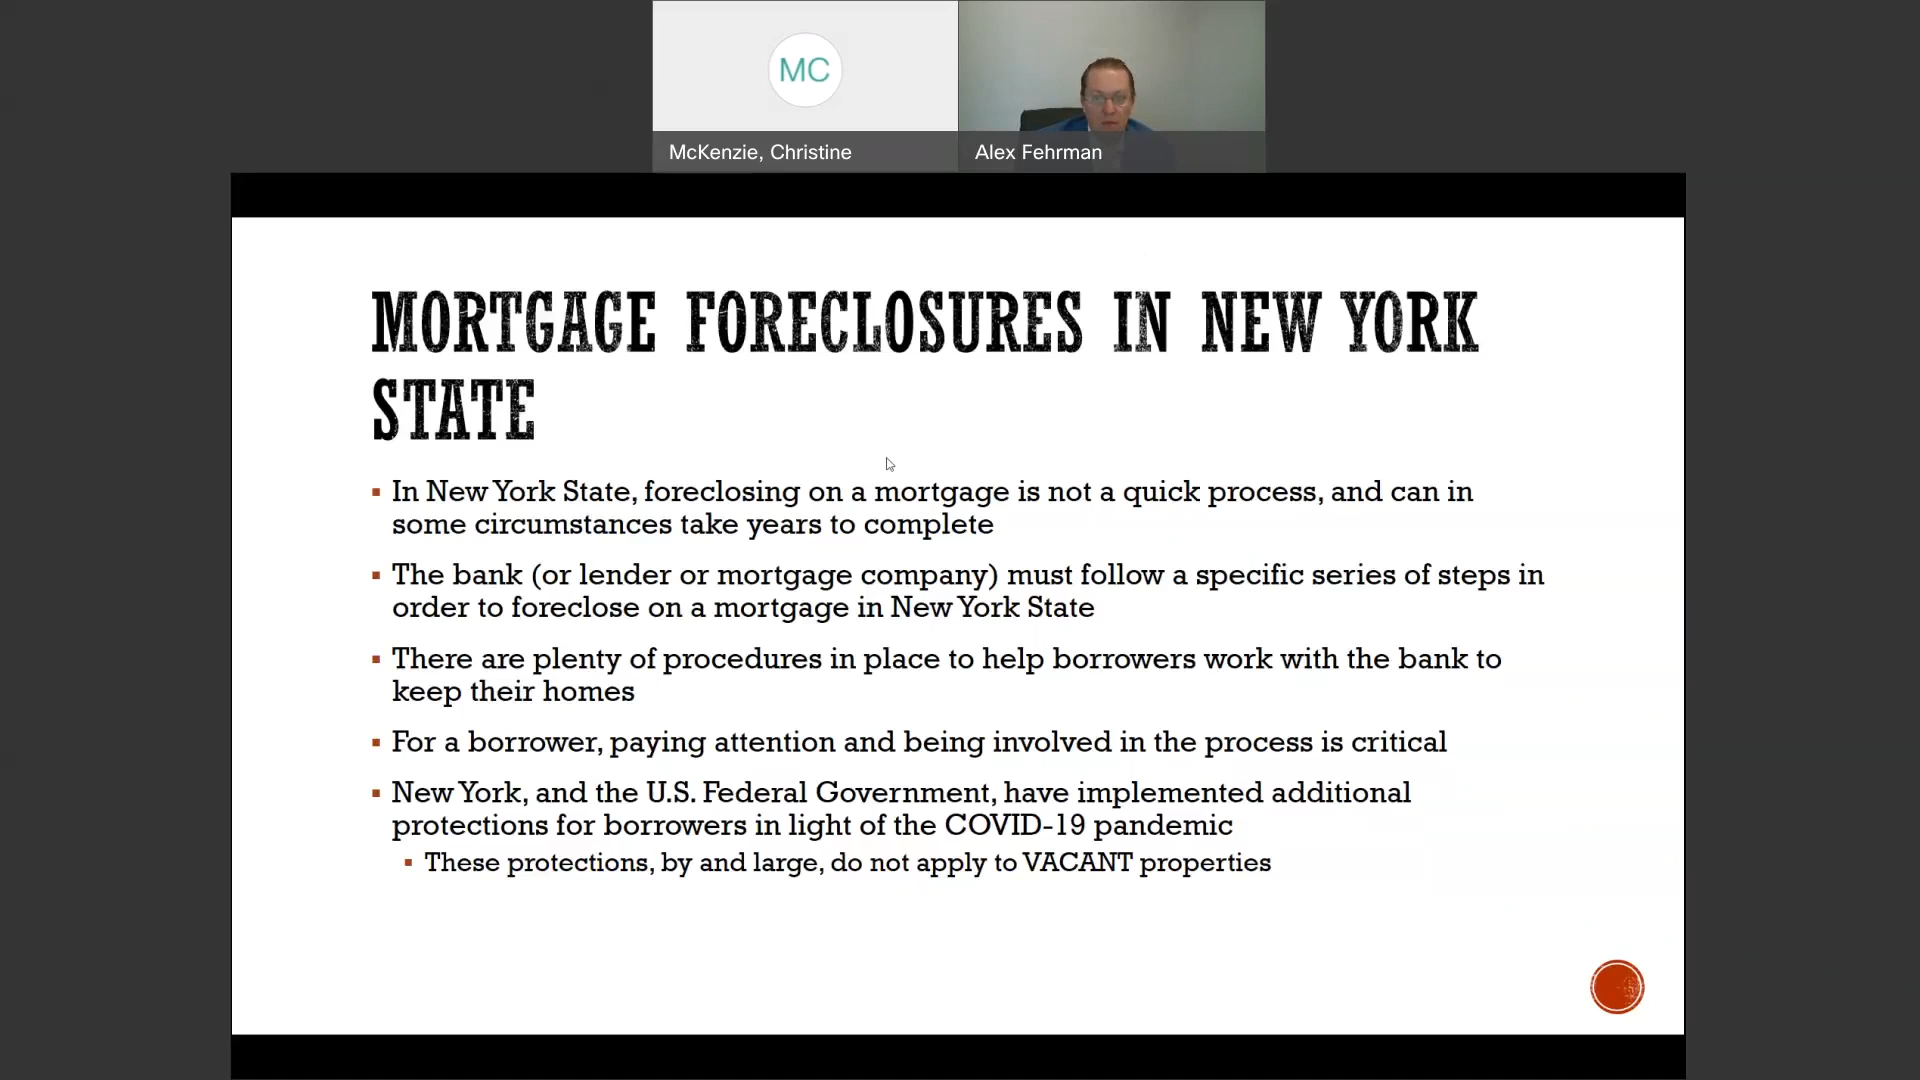 MC
McKenzie, Christine
Alex Fehrman
MORTGAGE FORECLOSURES IN NEW YORK
STATE
▪ In New York State, foreclosing on a mortgage is not a quick process, and can in
some circumstances take years to complete
▪ The bank (or lender or mortgage company) must follow a specific series of steps in
order to foreclose on a mortgage in New York State
▪ There are plenty of procedures in place to help borrowers work with the bank to
keep their homes
▪ For a borrower, paying attention and being involved in the process is critical
▪ New York, and the U.S. Federal Government, have implemented additional
protections for borrowers in light of the COVID-19 pandemic
▪ These protections, by and large, do not apply to VACANT properties